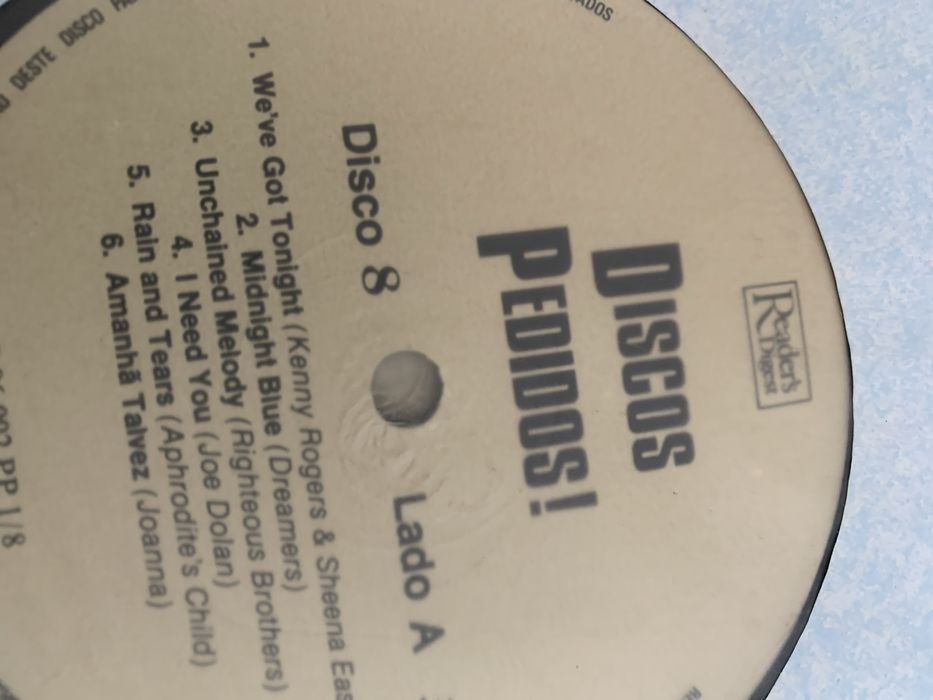 Reader's
Digest
DISCOS
PEDIDOS!
Disco 8 Lado A
1. We've Got Tonight (Kenny Rogers & Sheena Eas
2. Midnight Blue (Dreamers)
3. Unchained Melody (Righteous Brothers)
4. I Need You (Joe Dolan)
5. Rain and Tears (Aphrodite's Child)
6. Amanhã Talvez (Joanna)
PP 1/8
DESTE DISCO